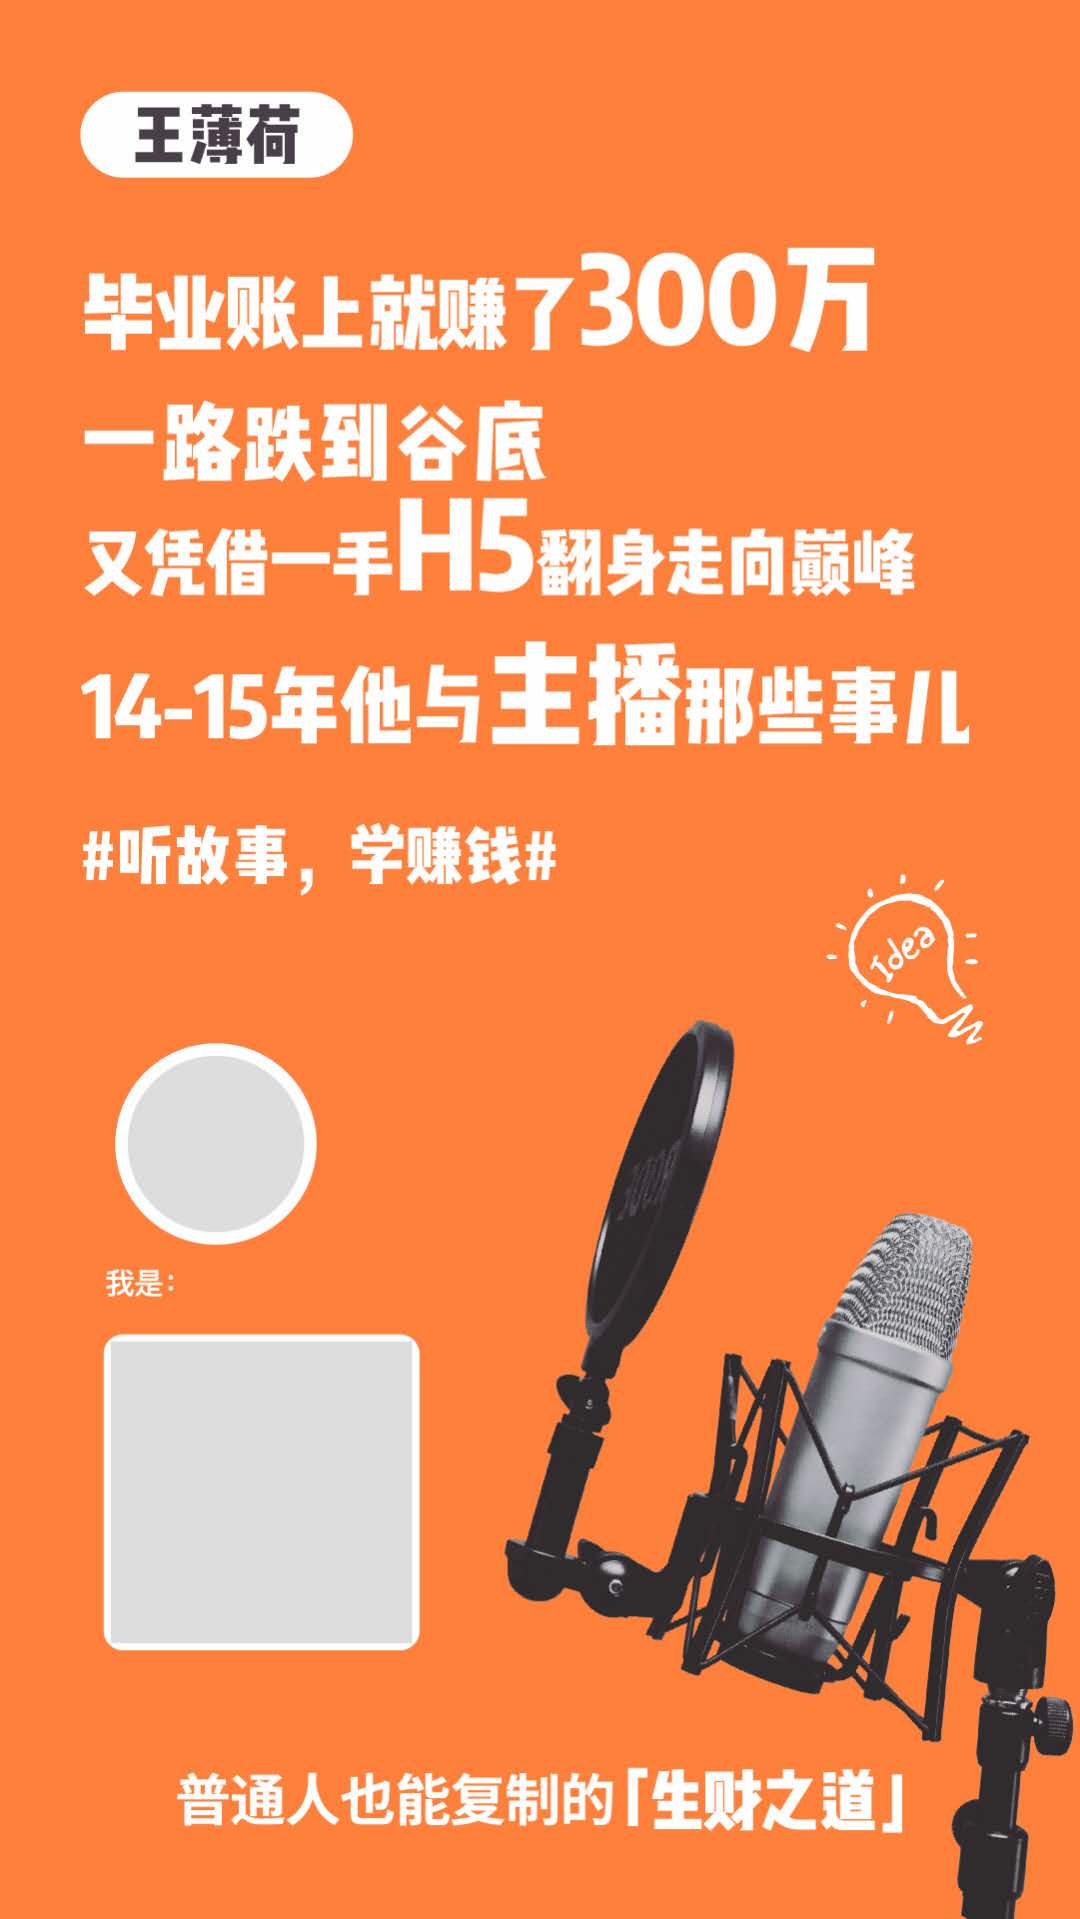 王薄荷
毕业账上就赚了300万
一路跌到谷底
又凭借一手H5翻身走向巅峰
14-15年他与主播那些事儿
#听故事，学赚钱#
Idea
我是：
普通人也能复制的「生财之道」